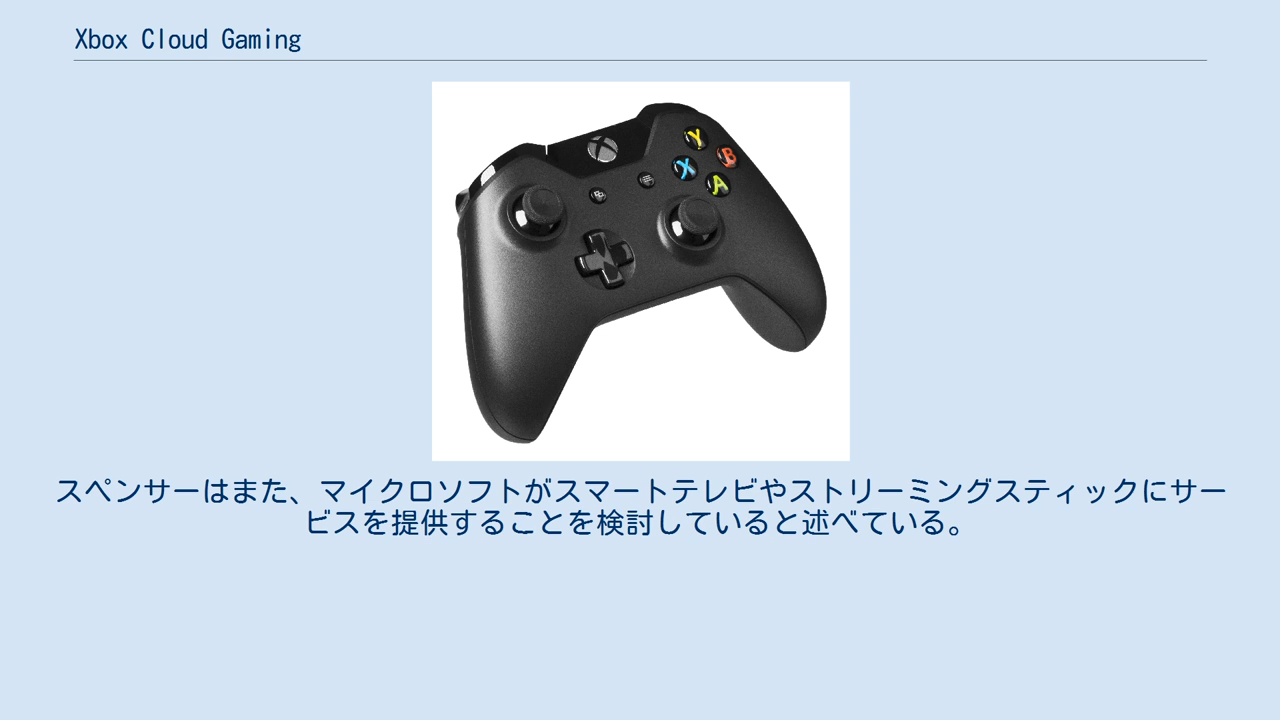 Xbox Cloud Gaming
Y
B
X
A
スペンサーはまた、マイクロソフトがスマートテレビやストリーミングスティックにサー
ビスを提供することを検討していると述べている。